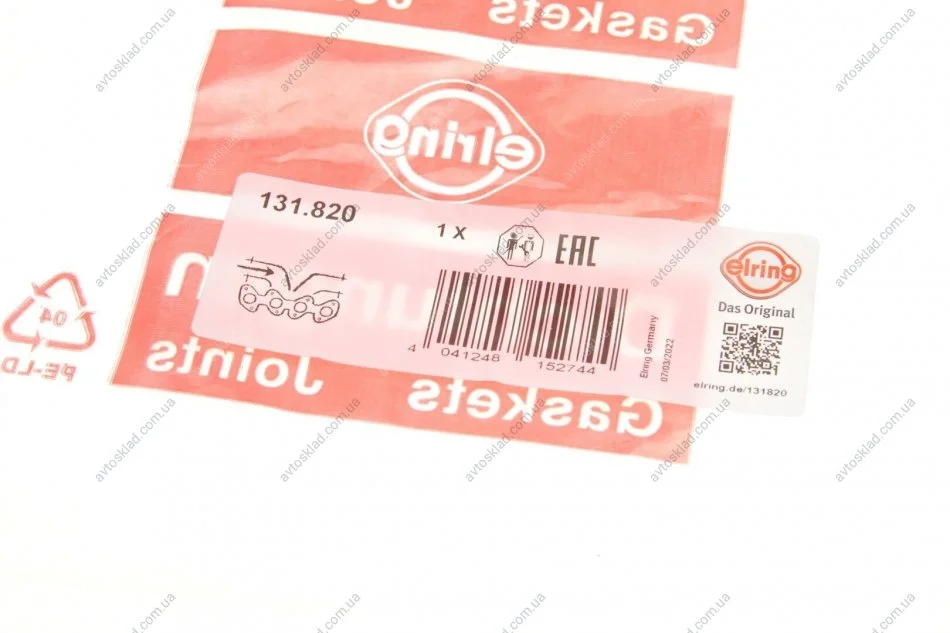 Gaskets Jo
elring
131.820
1 X
EAC
elring
Das Original
4 041248 152744
Elring Germany
07/03/2022
elring.de/131820
04
PE-LD
Gaskets Joints
avtosklad.com.ua